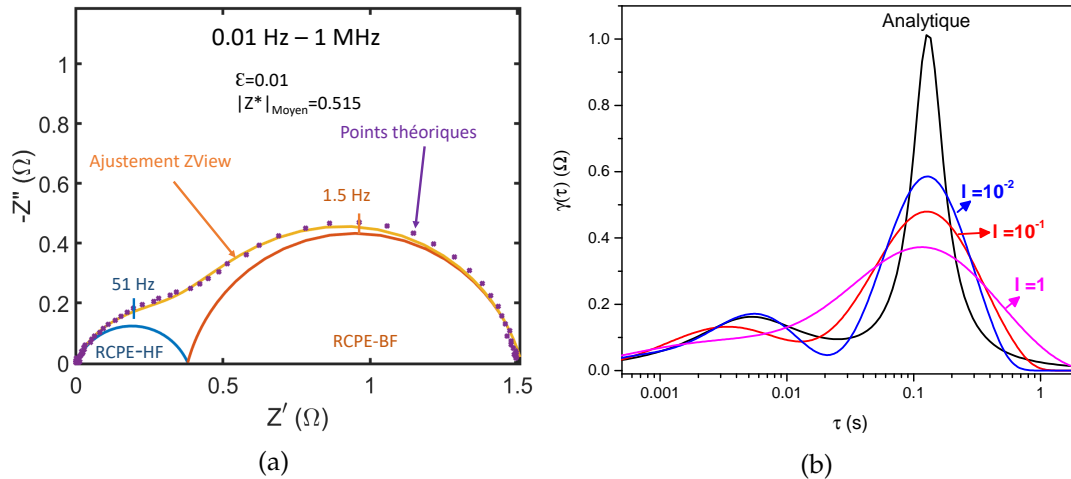 (a)
0.01 Hz – 1 MHz
Ɛ=0.01
|Z*|Moyen=0.515
Points théoriques
Ajustement ZView
1.5 Hz
51 Hz
RCPE-HF
RCPE-BF
-Z'' (Ω)
1
0.8
0.6
0.4
0.2
0
0
0.5
1
1.5
Z' (Ω)
(a)
(b)
Analytique
l =10-2
l =10-1
l =1
γ(τ) (Ω)
1.0
0.8
0.6
0.4
0.2
0.0
0.001
0.01
0.1
1
τ (s)
(b)